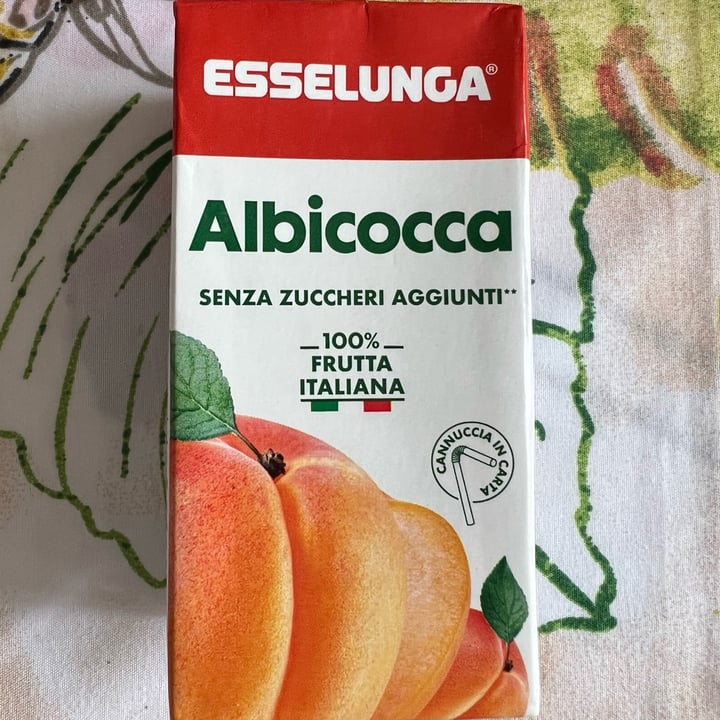 ESSELUNGA®
Albicocca
SENZA ZUCCHERI AGGIUNTI**
100%
FRUTTA
ITALIANA
CANNUCCIA IN CARTA